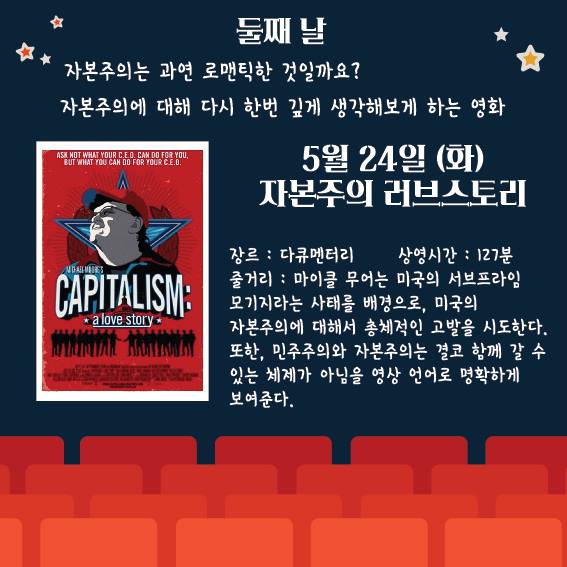 둘째 날
자본주의는 과연 로맨틱한 것일까요?
자본주의에 대해 다시 한번 깊게 생각해보게 하는 영화
ASK NOT WHAT YOUR C.E.O. CAN DO FOR YOU,
BUT WHAT YOU CAN DO FOR YOUR C.E.O.
MICHAEL MOORE'S
CAPITALISM:
a love story
5월 24일 (화)
자본주의 러브스토리
장르 : 다큐멘터리 상영시간 : 127분
줄거리 : 마이클 무어는 미국의 서브프라임
모기지라는 사태를 배경으로, 미국의
자본주의에 대해서 총체적인 고발을 시도한다.
또한, 민주주의와 자본주의는 결코 함께 갈 수
있는 체제가 아님을 영상 언어로 명확하게
보여준다.